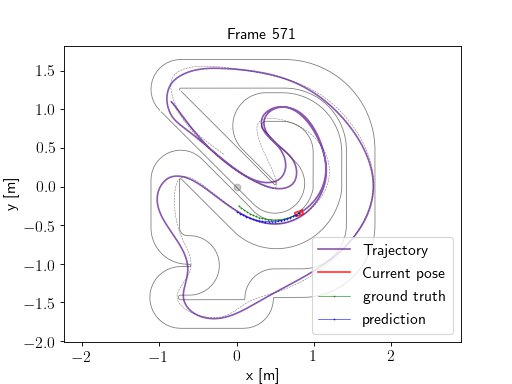 Frame 571
y [m]
1.5
1.0
0.5
0.0
−0.5
−1.0
−1.5
−2.0
−2
−1
0
1
2
x [m]
Trajectory
Current pose
ground truth
prediction